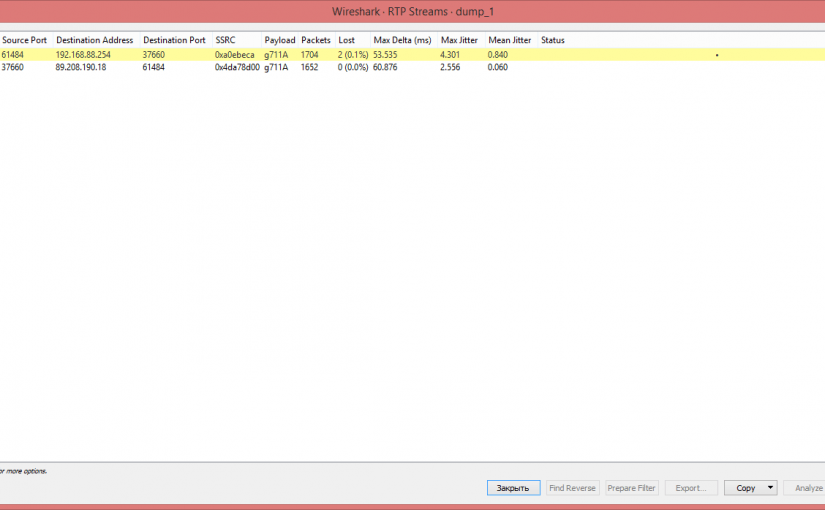 Wireshark · RTP Streams · dump_1
Source Port Destination Address Destination Port SSRC Payload Packets Lost Max Delta (ms) Max Jitter Mean Jitter Status
61484 192.168.88.254 37660 0xa0ebeca g711A 1704 2 (0.1%) 53.535 4.301 0.840 •
37660 89.208.190.18 61484 0x4da78d00 g711A 1652 0 (0.0%) 60.876 2.556 0.060
or more options.
Закрыть Find Reverse Prepare Filter Export... Copy Analyze